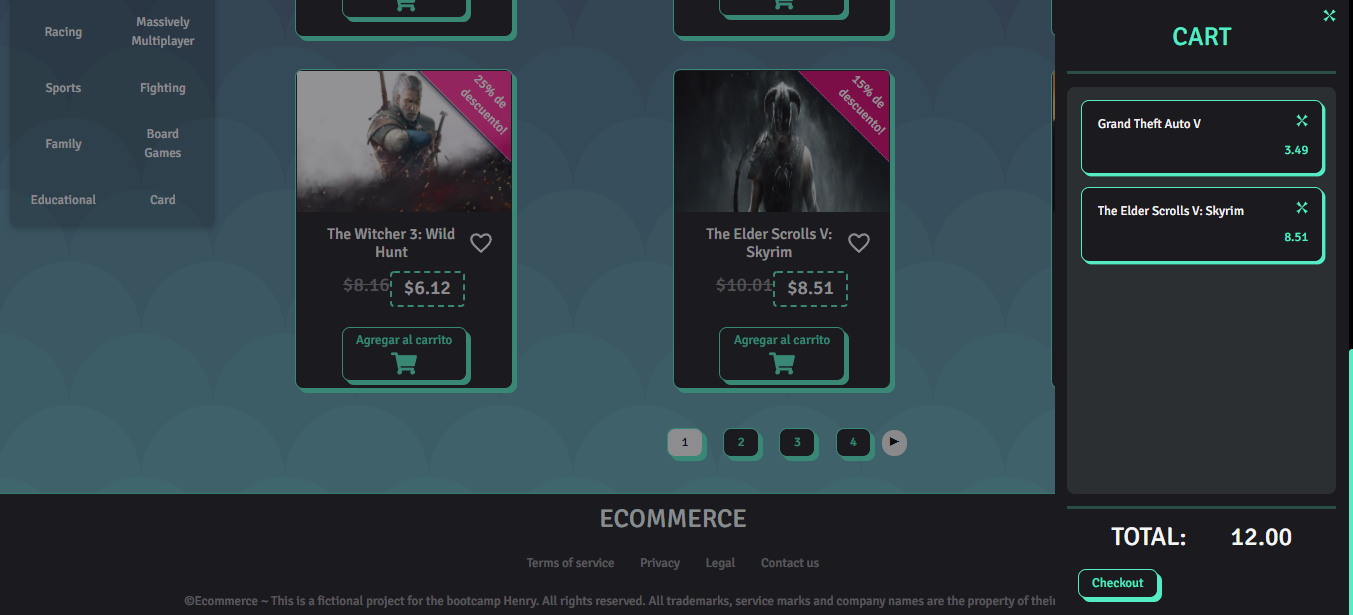 Racing
Massively
Multiplayer
Sports
Fighting
Family
Board
Games
Educational
Card
25% de
descuento!
The Witcher 3: Wild
Hunt
$8.16 $6.12
Agregar al carrito
15% de
descuento!
The Elder Scrolls V:
Skyrim
$10.01 $8.51
Agregar al carrito
1 2 3 4
ECOMMERCE
Terms of service Privacy Legal Contact us
©Ecommerce ~ This is a fictional project for the bootcamp Henry. All rights reserved. All trademarks, service marks and company names are the property of their
CART
Grand Theft Auto V
3.49
The Elder Scrolls V: Skyrim
8.51
TOTAL: 12.00
Checkout